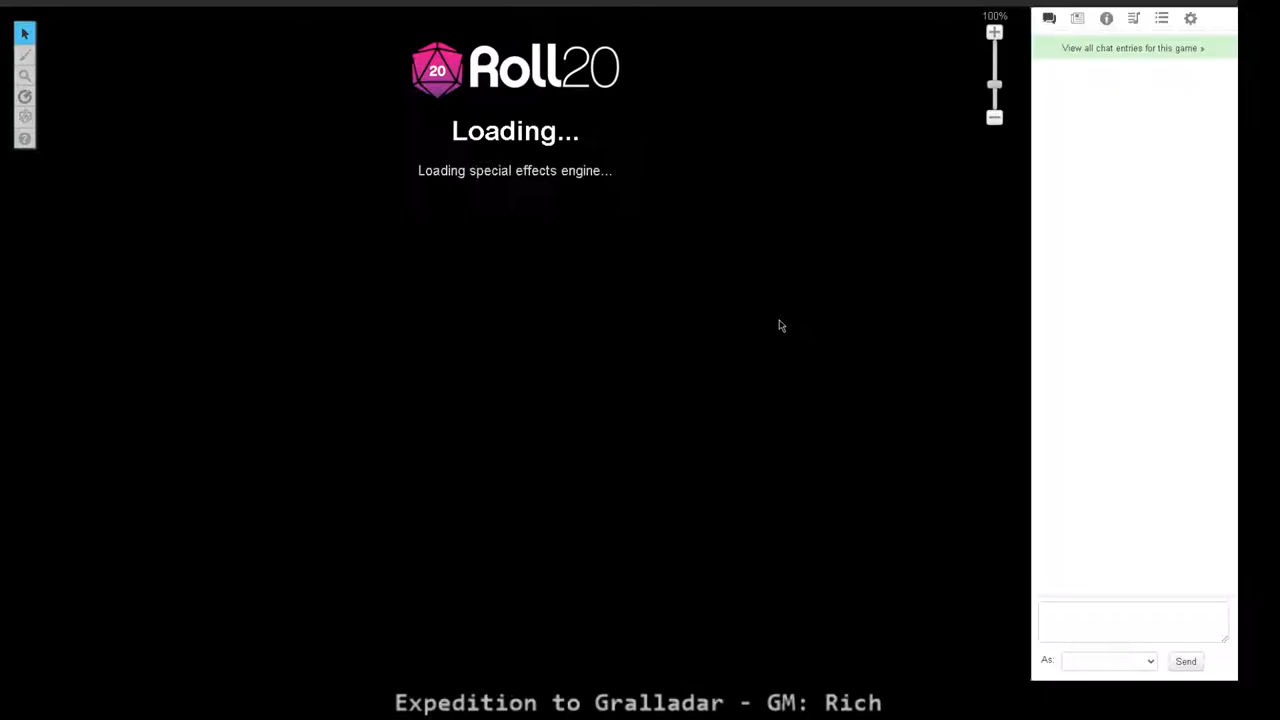 100%
20
Roll20
Loading...
Loading special effects engine...
View all chat entries for this game »
As:
Send
Expedition to Gralladar - GM: Rich